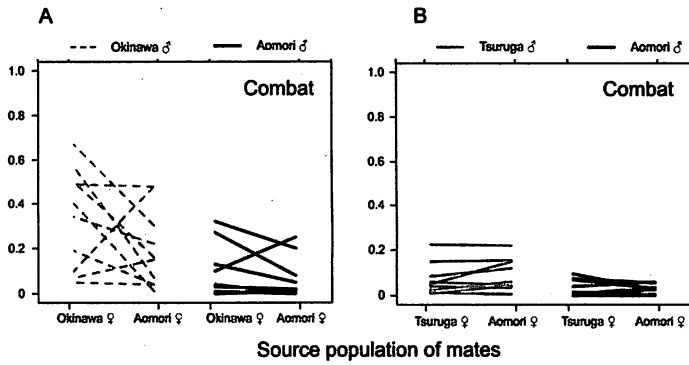 A
Okinawa ♂ Aomori ♂
Combat
1.0
0.8
0.6
0.4
0.2
0
Okinawa ♀ Aomori ♀ Okinawa ♀ Aomori ♀
B
Tsuruga ♂ Aomori ♂
Combat
1.0
0.8
0.6
0.4
0.2
0
Tsuruga ♀ Aomori ♀ Tsuruga ♀ Aomori ♀
Source population of mates